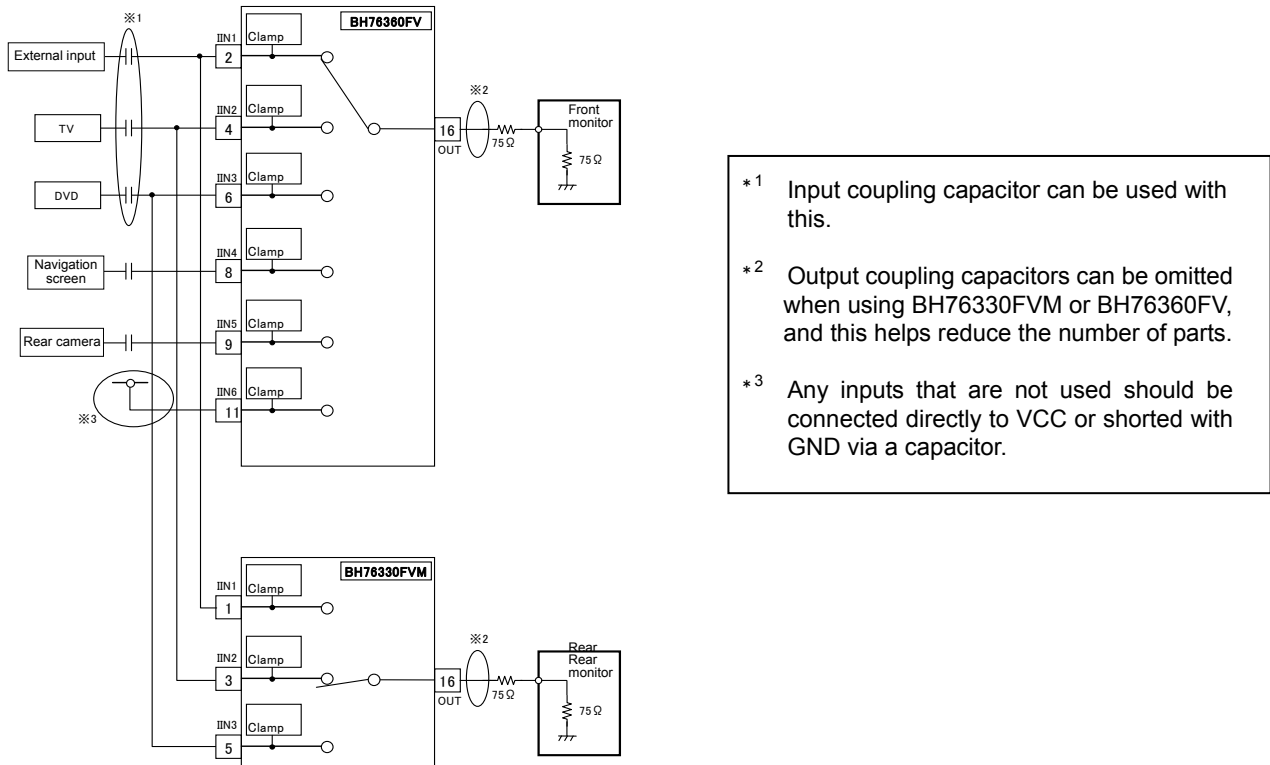 ※1
BH76360FV
External input
IIN1
Clamp
2
※2
TV
IIN2
Clamp
4
16
OUT
75Ω
Front
monitor
75Ω
DVD
IIN3
Clamp
6
Navigation
screen
IIN4
Clamp
8
Rear camera
IIN5
Clamp
9
※3
IIN6
Clamp
11
*1 Input coupling capacitor can be used with
this.
*2 Output coupling capacitors can be omitted
when using BH76330FVM or BH76360FV,
and this helps reduce the number of parts.
*3 Any inputs that are not used should be
connected directly to VCC or shorted with
GND via a capacitor.
BH76330FVM
IIN1
Clamp
1
※2
IIN2
Clamp
3
16
OUT
75Ω
Rear
Rear
monitor
75Ω
IIN3
Clamp
5